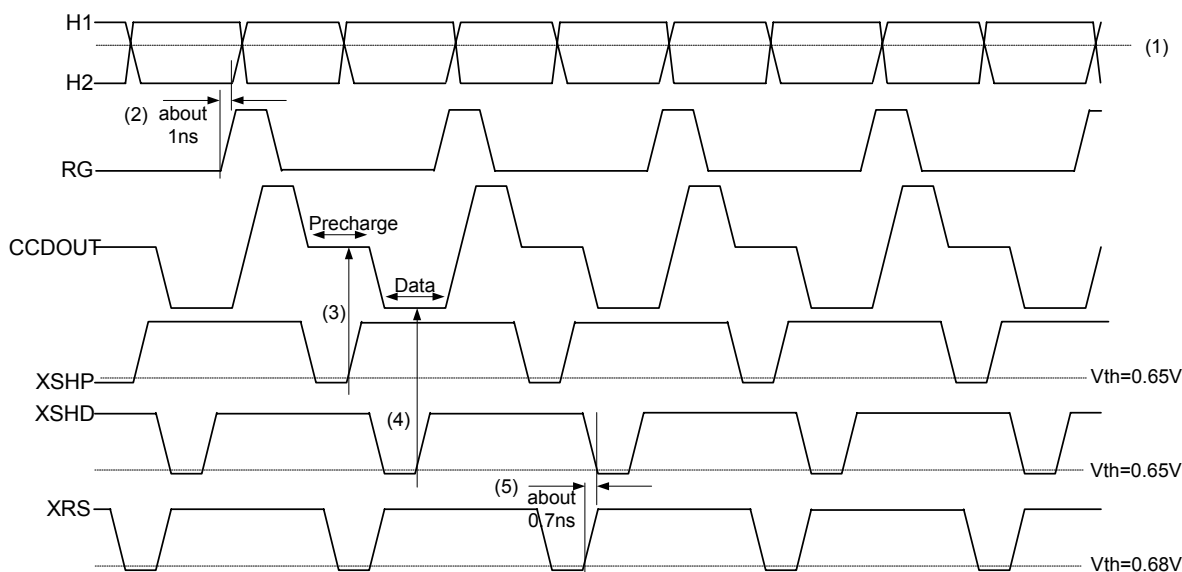 H1
(1)
H2
(2) about
1ns
RG
Precharge
CCDOUT
Data
(3)
XSHP
Vth=0.65V
XSHD
(4)
Vth=0.65V
(5) about
0.7ns
XRS
Vth=0.68V